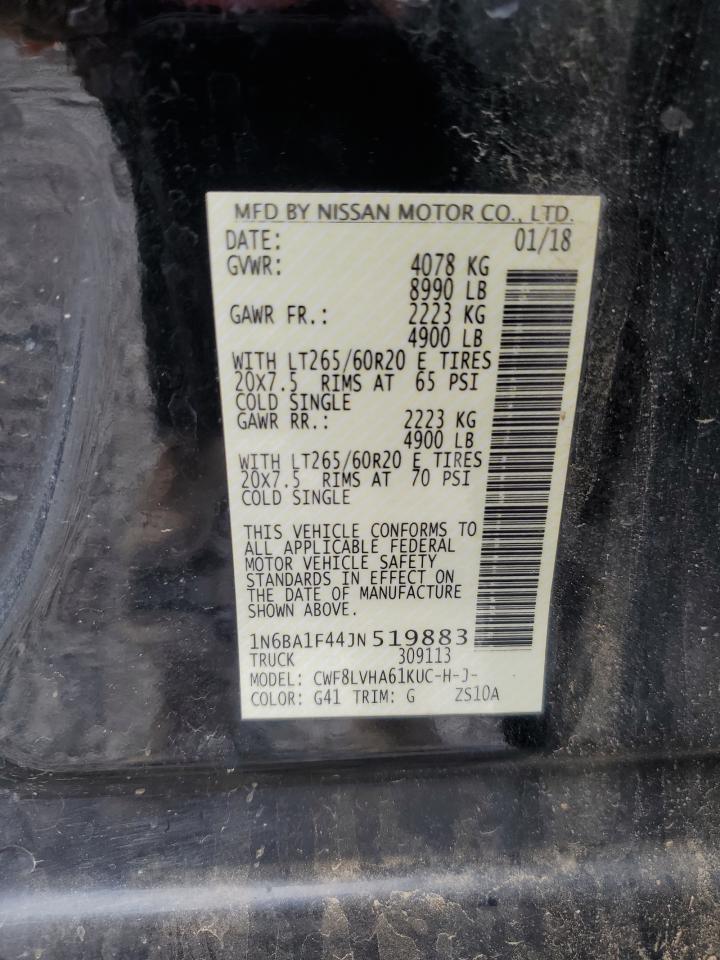 MFD BY NISSAN MOTOR CO., LTD.
DATE: 01/18
GVWR: 4078 KG
8990 LB
GAWR FR.: 2223 KG
4900 LB
WITH LT265/60R20 E TIRES
20X7.5 RIMS AT 65 PSI
COLD SINGLE
GAWR RR.: 2223 KG
4900 LB
WITH LT265/60R20 E TIRES
20X7.5 RIMS AT 70 PSI
COLD SINGLE
THIS VEHICLE CONFORMS TO
ALL APPLICABLE FEDERAL
MOTOR VEHICLE SAFETY
STANDARDS IN EFFECT ON
THE DATE OF MANUFACTURE
SHOWN ABOVE.
1N6BA1F44JN519883
TRUCK 309113
MODEL: CWF8LVHA61KUC-H-J-
COLOR: G41 TRIM: G ZS10A